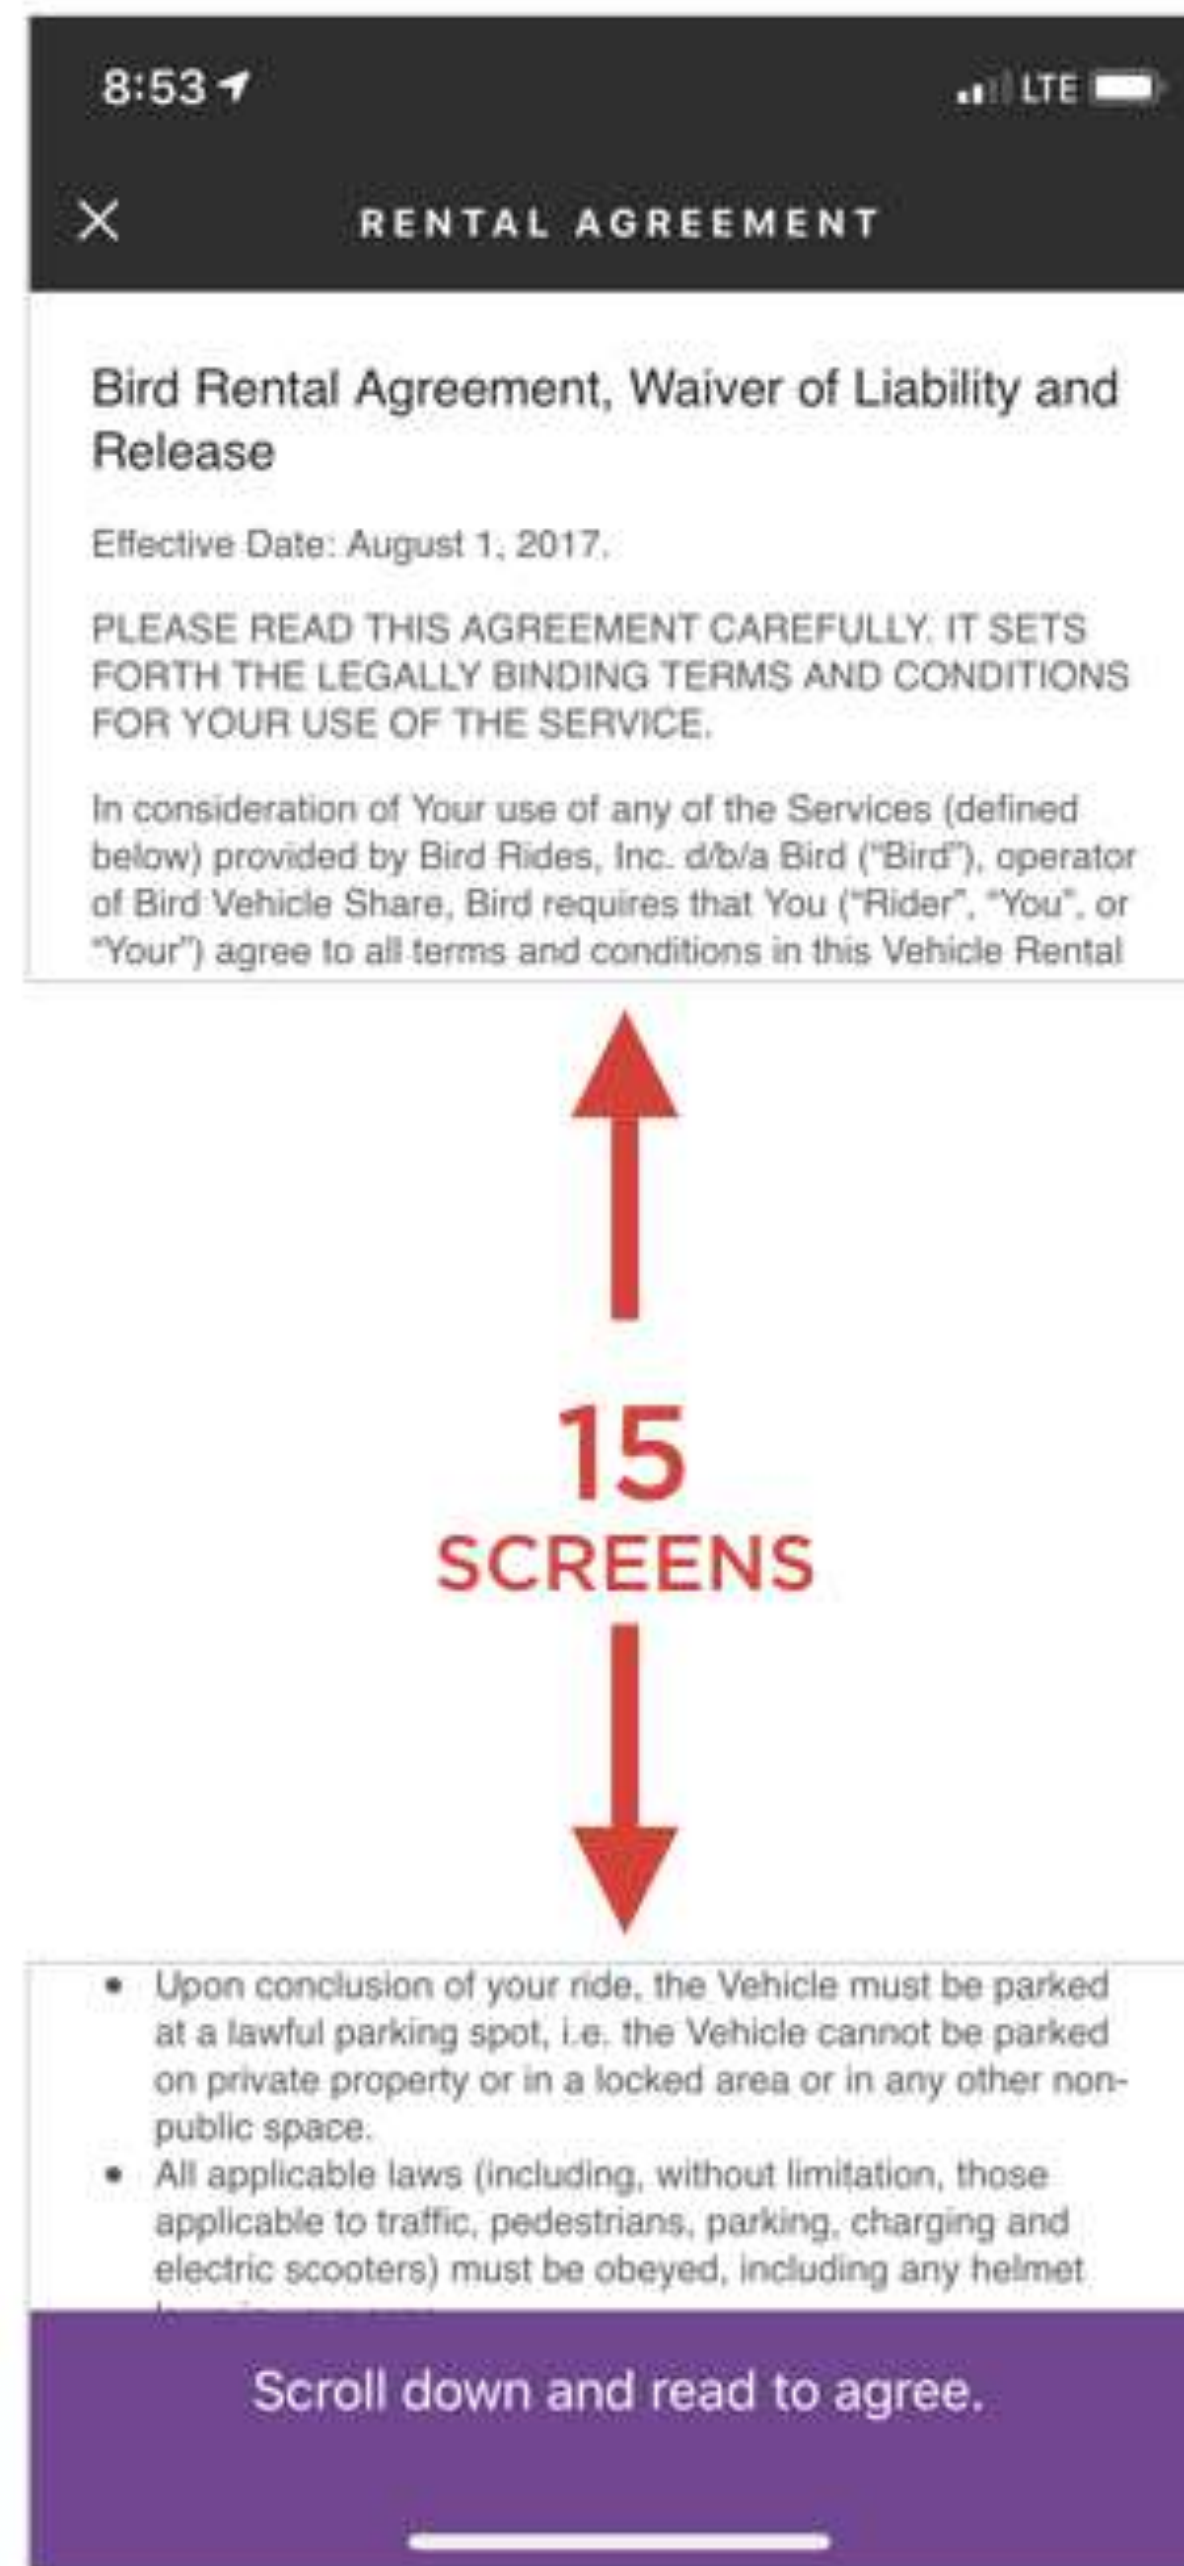 8:53
LTE
RENTAL AGREEMENT
Bird Rental Agreement, Waiver of Liability and
Release
Effective Date: August 1, 2017.
PLEASE READ THIS AGREEMENT CAREFULLY. IT SETS
FORTH THE LEGALLY BINDING TERMS AND CONDITIONS
FOR YOUR USE OF THE SERVICE.
In consideration of Your use of any of the Services (defined
below) provided by Bird Rides, Inc. d/b/a Bird (“Bird”), operator
of Bird Vehicle Share, Bird requires that You (“Rider”, “You”, or
“Your”) agree to all terms and conditions in this Vehicle Rental
15
SCREENS
• Upon conclusion of your ride, the Vehicle must be parked
at a lawful parking spot, i.e. the Vehicle cannot be parked
on private property or in a locked area or in any other non-
public space.
• All applicable laws (including, without limitation, those
applicable to traffic, pedestrians, parking, charging and
electric scooters) must be obeyed, including any helmet
Scroll down and read to agree.